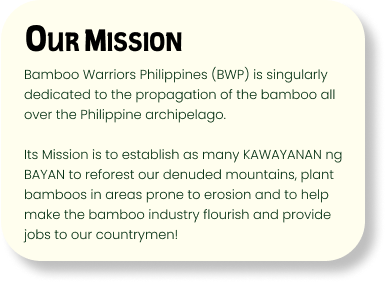 Our Mission
Bamboo Warriors Philippines (BWP) is singularly
dedicated to the propagation of the bamboo all
over the Philippine archipelago.
Its Mission is to establish as many KAWAYANAN ng
BAYAN to reforest our denuded mountains, plant
bamboos in areas prone to erosion and to help
make the bamboo industry flourish and provide
jobs to our countrymen!